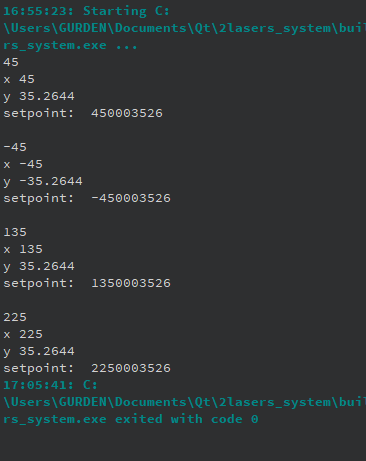 16:55:23: Starting C:
\Users\GURDEN\Documents\Qt\2lasers_system\buil
rs_system.exe ...
45
x 45
y 35.2644
setpoint:  450003526
-45
x -45
y -35.2644
setpoint:  -450003526
135
x 135
y 35.2644
setpoint:  1350003526
225
x 225
y 35.2644
setpoint:  2250003526
17:05:41: C:
\Users\GURDEN\Documents\Qt\2lasers_system\buil
rs_system.exe exited with code 0